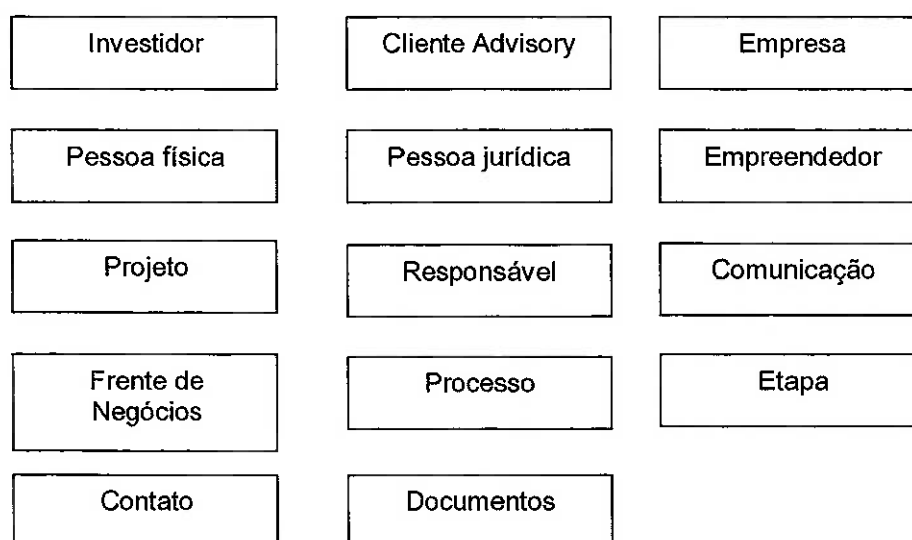 Investidor
Cliente Advisory
Empresa
Pessoa física
Pessoa jurídica
Empreendedor
Projeto
Responsável
Comunicação
Frente de
Negócios
Processo
Etapa
Contato
Documentos